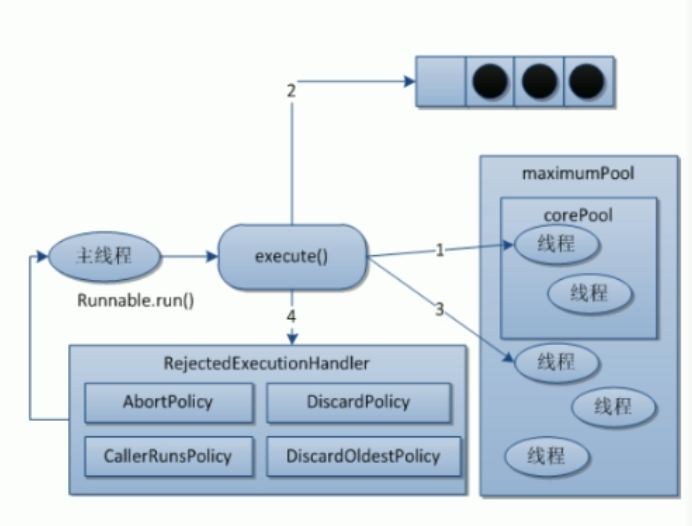 2
maximumPool
corePool
线程
线程
主线程
execute()
1
Runnable.run()
4
3
RejectedExecutionHandler
线程
AbortPolicy
DiscardPolicy
线程
CallerRunsPolicy
DiscardOldestPolicy
线程